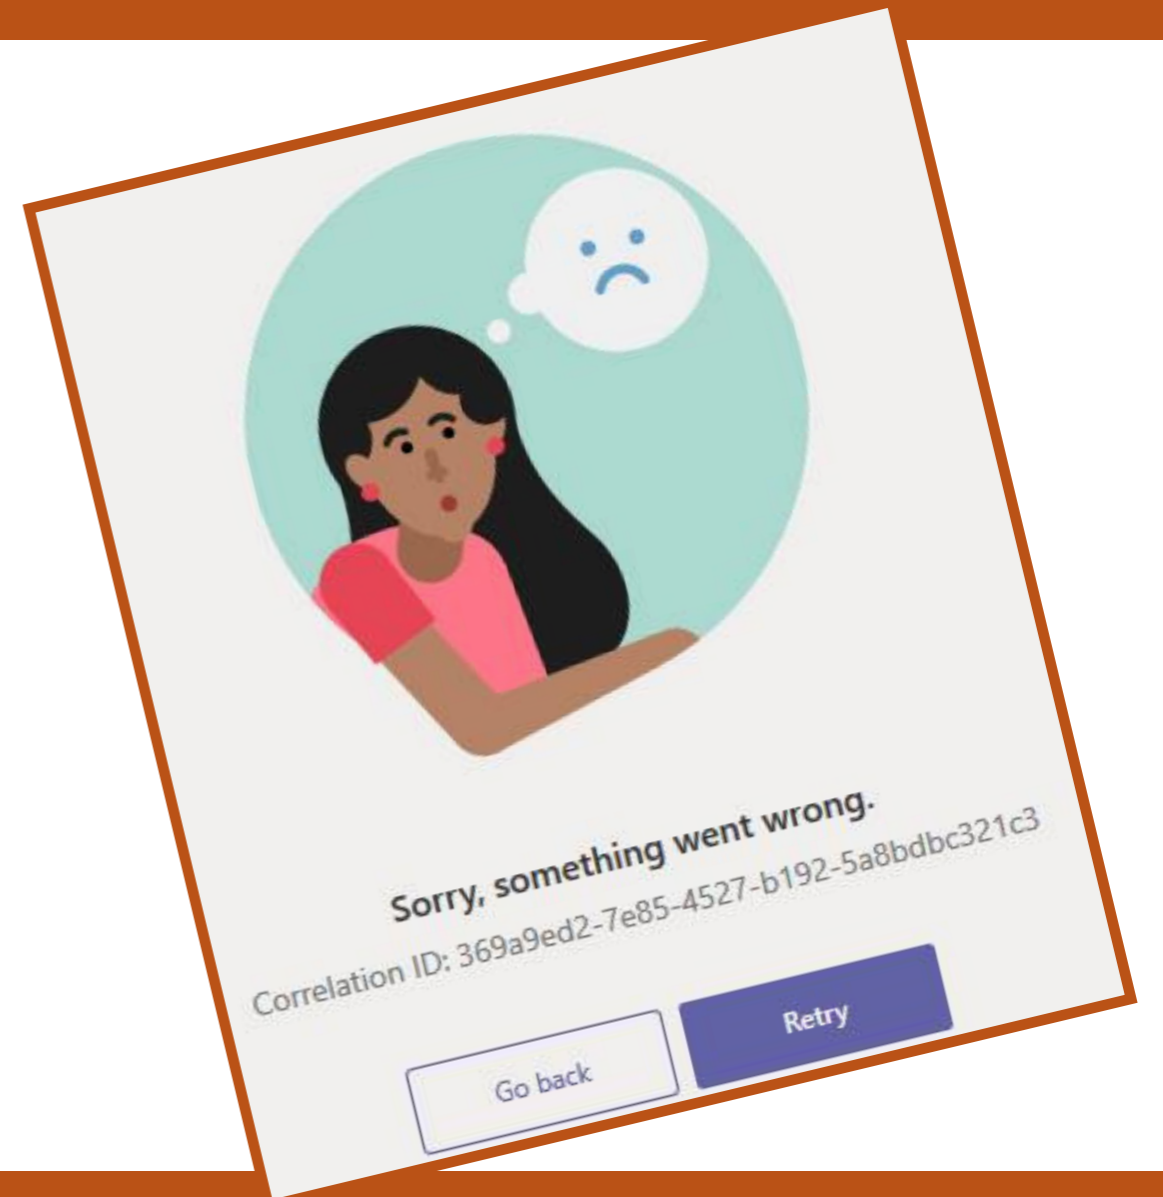 Sorry, something went wrong.
Correlation ID: 369a9ed2-7e85-4527-b192-5a8bdbc321c3
Go back
Retry